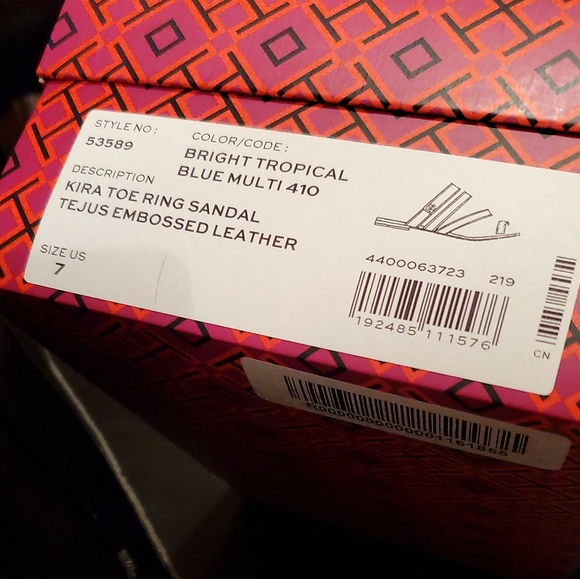 STYLE NO:
53589
COLOR/CODE:
BRIGHT TROPICAL
BLUE MULTI 410
DESCRIPTION
KIRA TOE RING SANDAL
TEJUS EMBOSSED LEATHER
SIZE US
7
4400063723 219
192485 111576
CN
R0000000000001161855